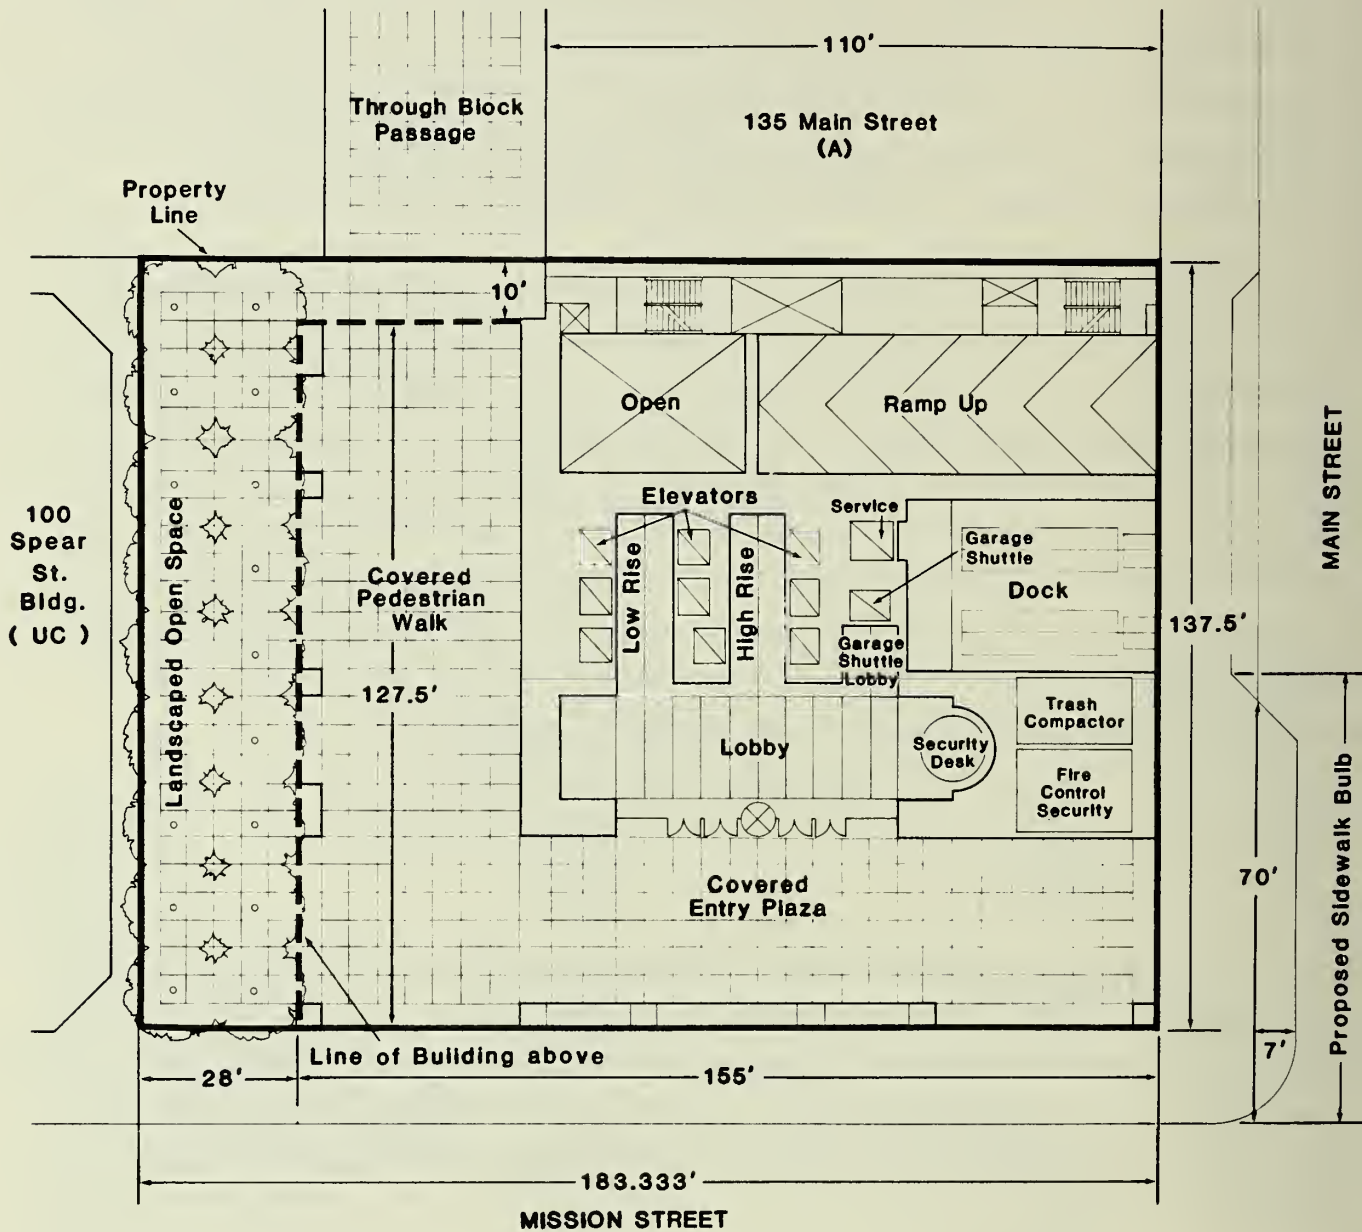 110'
Through Block
Passage
135 Main Street
(A)
Property
Line
10'
Open
Ramp Up
MAIN STREET
Elevators
Service
Garage
Shuttle
Dock
100
Spear
St.
Bldg.
( UC )
Landscaped Open Space
Covered
Pedestrian
Walk
Low Rise
High Rise
137.5'
Garage
Shuttle
Lobby
127.5'
Trash
Compactor
Lobby
Security
Desk
Fire
Control
Security
Proposed Sidewalk Bulb
70'
Covered
Entry Plaza
7'
Line of Building above
28'
155'
183.333'
MISSION STREET